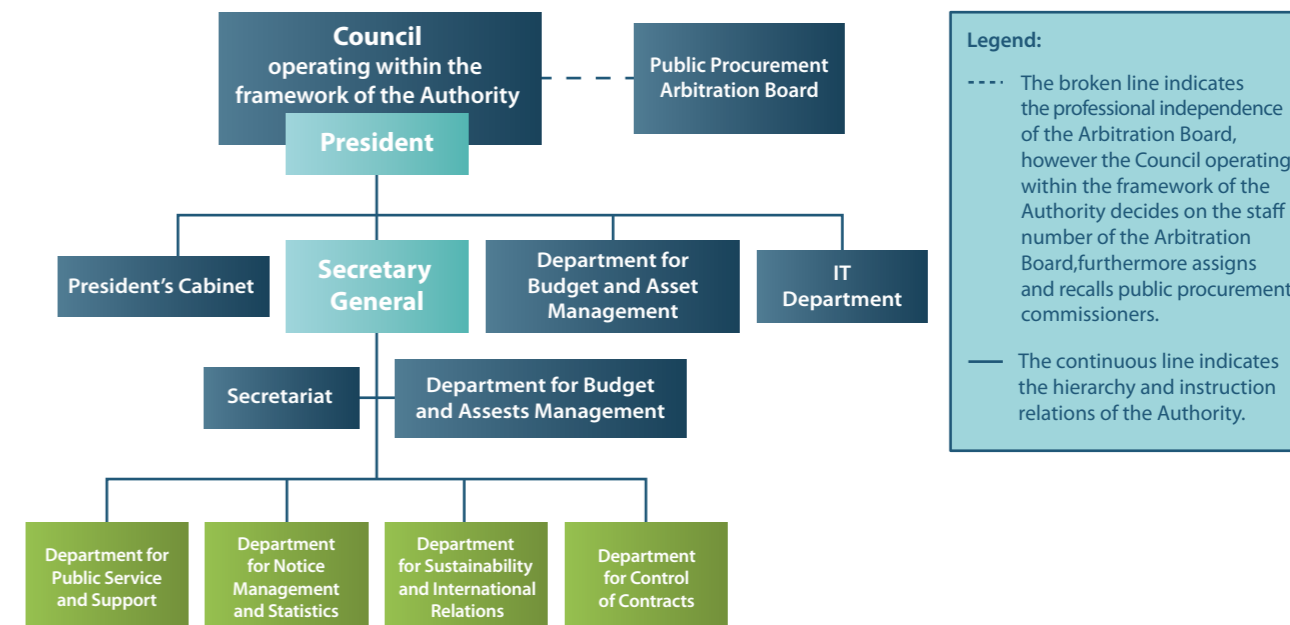 Council
operating within the
framework of the Authority
President
Public Procurement
Arbitration Board
President's Cabinet
Secretary
General
Department for
Budget and Asset
Management
IT
Department
Secretariat
Department for Budget
and Assests Management
Department for
Public Service
and Support
Department
for Notice
Management
and Statistics
Department
for Sustainability
and International
Relations
Department
for Control
of Contracts
Legend:
The broken line indicates
the professional independence
of the Arbitration Board,
however the Council operating
within the framework of the
Authority decides on the staff
number of the Arbitration
Board,furthermore assigns
and recalls public procurement
commissioners.
The continuous line indicates
the hierarchy and instruction
relations of the Authority.